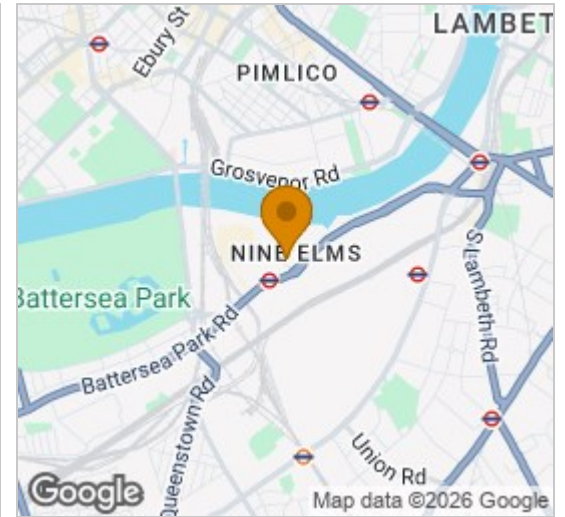 LAMBET
Ebury St
PIMLICO
Grosvenor Rd
NINE ELMS
Battersea Park
S Lambeth Rd
Battersea Park Rd
Queenstown Rd
Union Rd
Google
Map data ©2026 Google